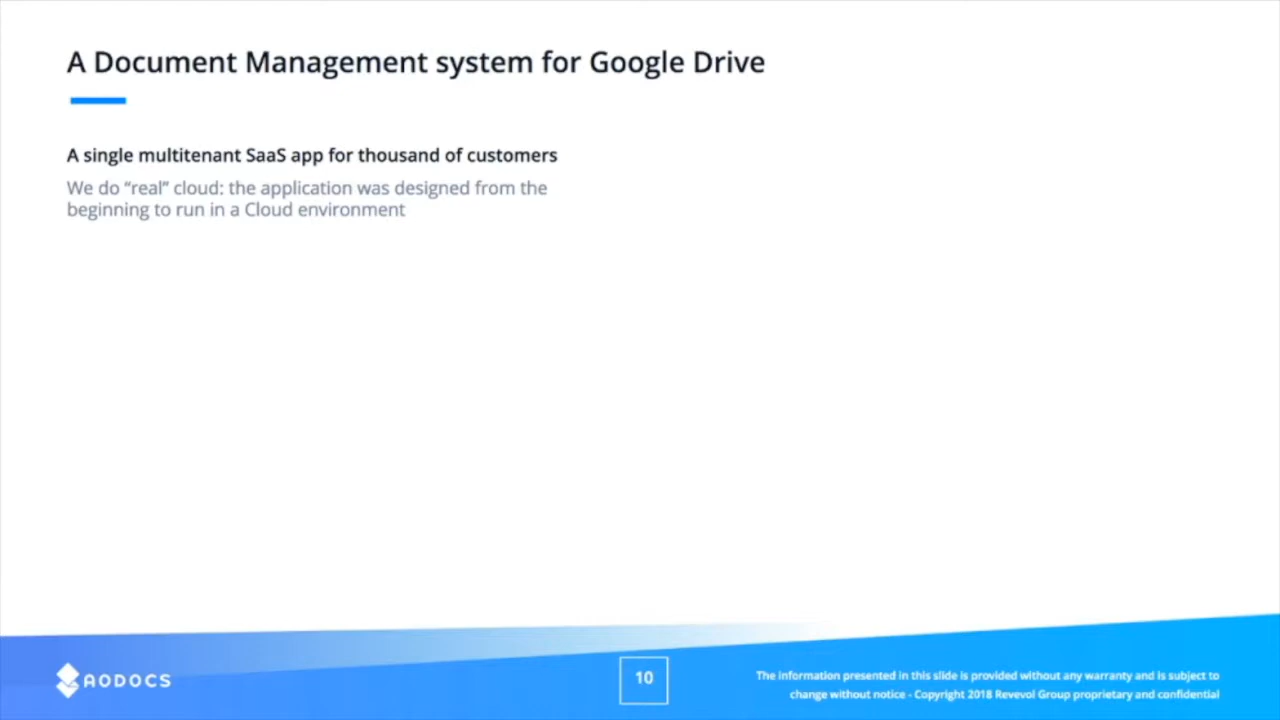 A Document Management system for Google Drive
A single multitenant SaaS app for thousand of customers
We do “real” cloud: the application was designed from the
beginning to run in a Cloud environment
AODOCS
10
The information presented in this slide is provided without any warranty and is subject to
change without notice - Copyright 2018 Revevol Group proprietary and confidential